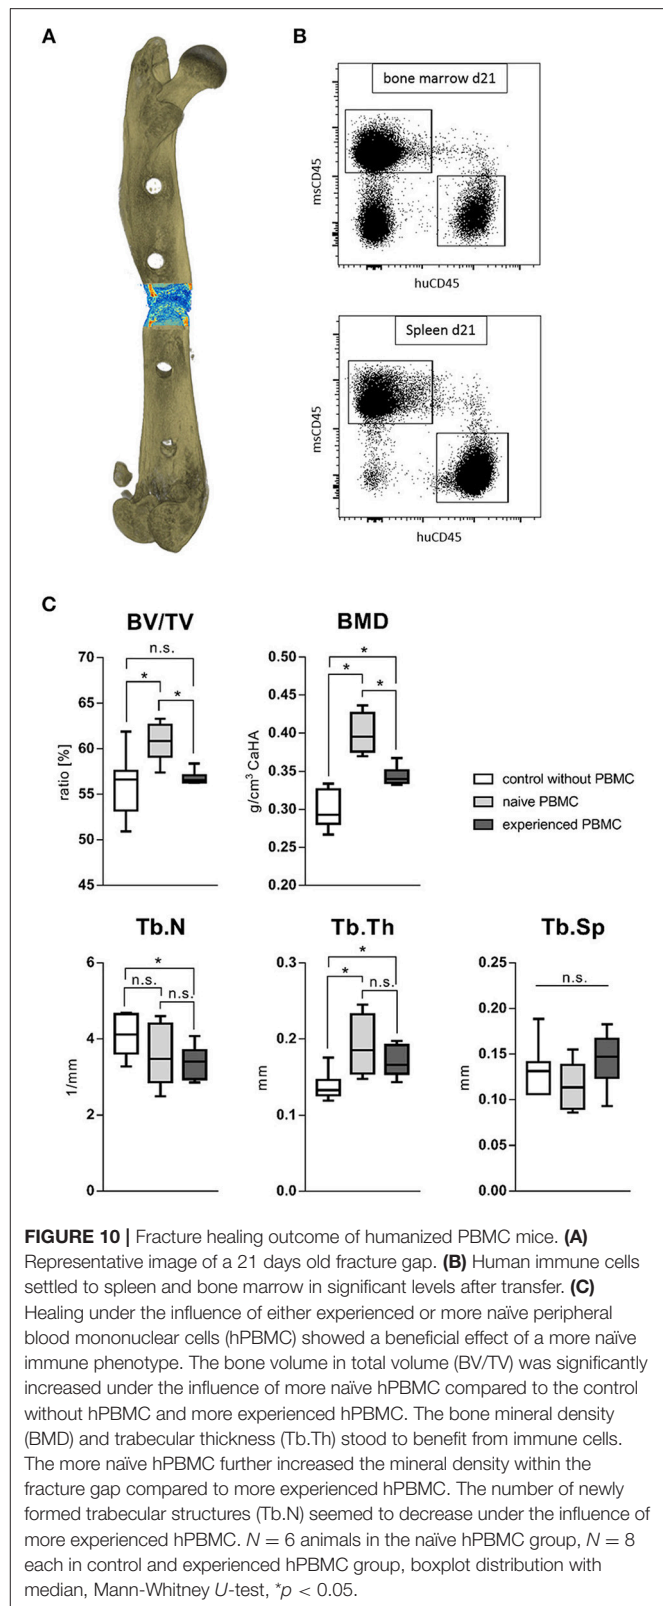 A
B
bone marrow d21
msCD45
huCD45
Spleen d21
msCD45
huCD45
C
BV/TV
n.s.
*
*
70
65
60
55
50
45
ratio [%]
BMD
*
*
*
0.50
0.45
0.40
0.35
0.30
0.25
0.20
g/cm³ CaHA
control without PBMC
naive PBMC
experienced PBMC
Tb.N
*
n.s.
n.s.
6
4
2
0
1/mm
Tb.Th
*
*
n.s.
0.3
0.2
0.1
0.0
mm
Tb.Sp
n.s.
0.25
0.20
0.15
0.10
0.05
0.00
mm
FIGURE 10 | Fracture healing outcome of humanized PBMC mice. (A)
Representative image of a 21 days old fracture gap. (B) Human immune cells
settled to spleen and bone marrow in significant levels after transfer. (C)
Healing under the influence of either experienced or more naïve peripheral
blood mononuclear cells (hPBMC) showed a beneficial effect of a more naïve
immune phenotype. The bone volume in total volume (BV/TV) was significantly
increased under the influence of more naïve hPBMC compared to the control
without hPBMC and more experienced hPBMC. The bone mineral density
(BMD) and trabecular thickness (Tb.Th) stood to benefit from immune cells.
The more naïve hPBMC further increased the mineral density within the
fracture gap compared to more experienced hPBMC. The number of newly
formed trabecular structures (Tb.N) seemed to decrease under the influence of
more experienced hPBMC. N = 6 animals in the naïve hPBMC group, N = 8
each in control and experienced hPBMC group, boxplot distribution with
median, Mann-Whitney U-test, *p < 0.05.